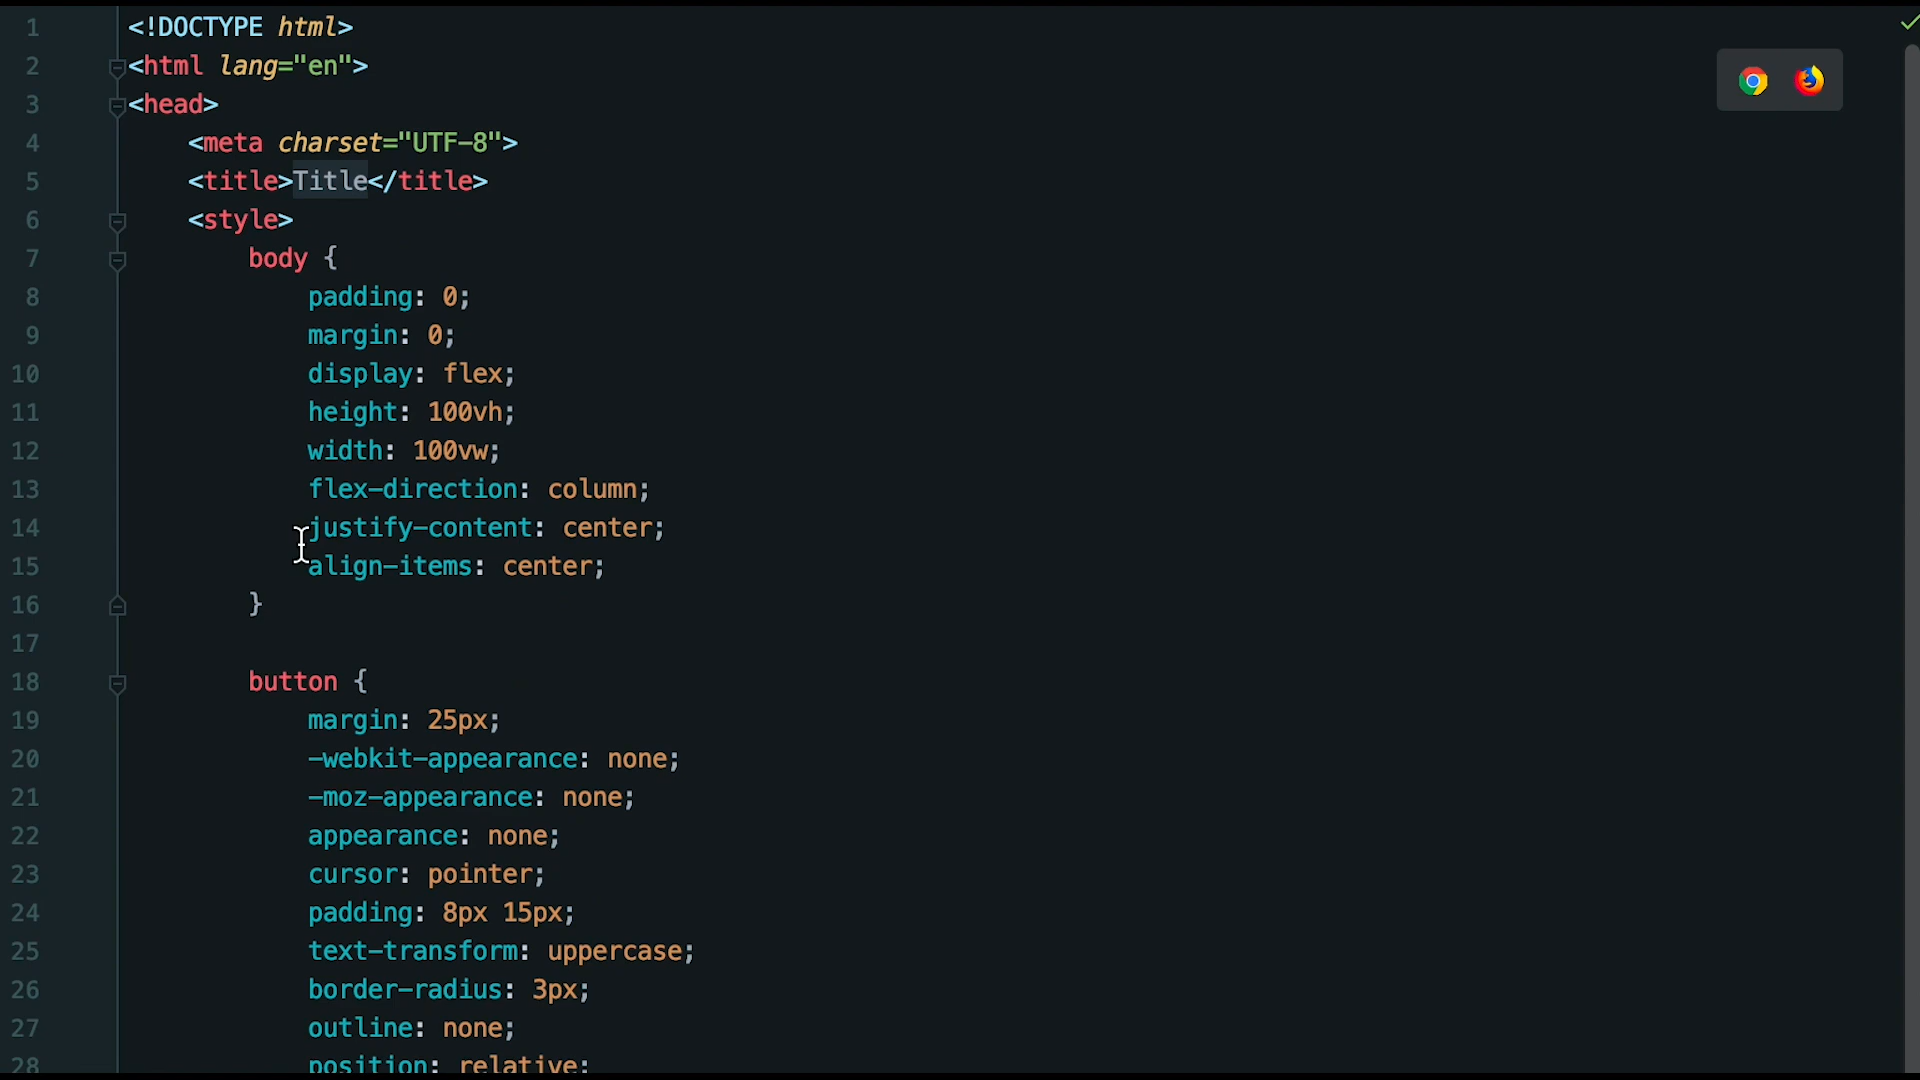 1 <!DOCTYPE html>
2 <html lang="en">
3 <head>
4 <meta charset="UTF-8">
5 <title>Title</title>
6 <style>
7 body {
8 padding: 0;
9 margin: 0;
10 display: flex;
11 height: 100vh;
12 width: 100vw;
13 flex-direction: column;
14 justify-content: center;
15 align-items: center;
16 }
17
18 button {
19 margin: 25px;
20 -webkit-appearance: none;
21 -moz-appearance: none;
22 appearance: none;
23 cursor: pointer;
24 padding: 8px 15px;
25 text-transform: uppercase;
26 border-radius: 3px;
27 outline: none;
28 position: relative;